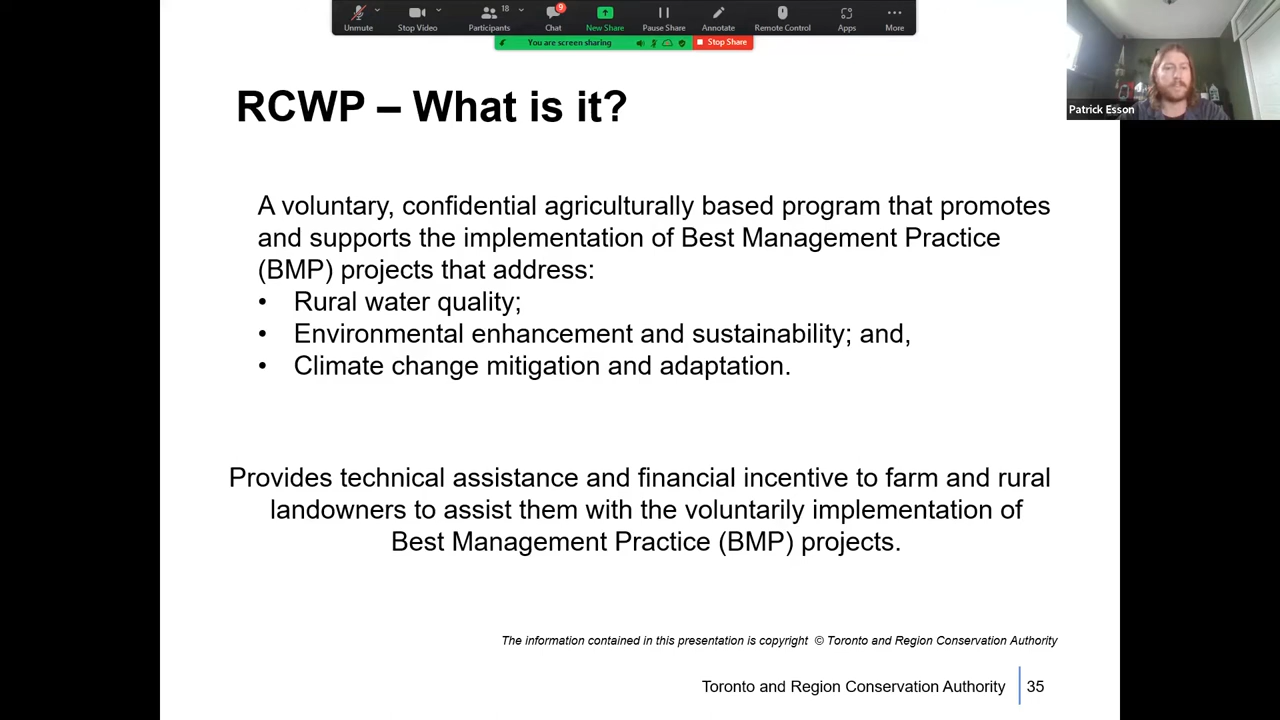 Unmute
Stop Video
Participants
18
Chat
9
New Share
Pause Share
Annotate
Remote Control
Apps
More
You are screen sharing
Stop Share
Patrick Esson
RCWP – What is it?
A voluntary, confidential agriculturally based program that promotes
and supports the implementation of Best Management Practice
(BMP) projects that address:
• Rural water quality;
• Environmental enhancement and sustainability; and,
• Climate change mitigation and adaptation.
Provides technical assistance and financial incentive to farm and rural
landowners to assist them with the voluntarily implementation of
Best Management Practice (BMP) projects.
The information contained in this presentation is copyright © Toronto and Region Conservation Authority
Toronto and Region Conservation Authority
35